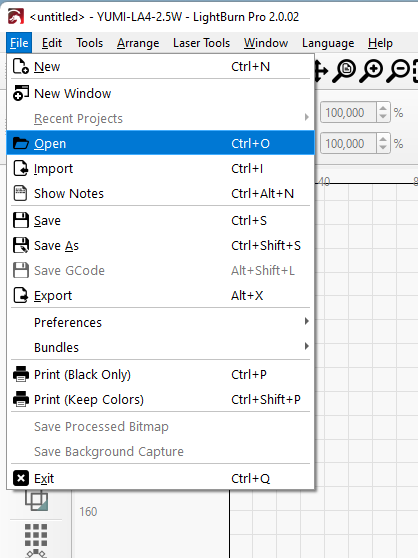 <untitled> - YUMI-LA4-2.5W - LightBurn Pro 2.0.02
File Edit Tools Arrange Laser Tools Window Language Help
New Ctrl+N
New Window
Recent Projects
100,000 %
Open Ctrl+O
100,000 %
Import Ctrl+I
40
Show Notes Ctrl+Alt+N
Save Ctrl+S
Save As Ctrl+Shift+S
Save GCode Alt+Shift+L
Export Alt+X
Preferences
Bundles
Print (Black Only) Ctrl+P
Print (Keep Colors) Ctrl+Shift+P
Save Processed Bitmap
Save Background Capture
Exit Ctrl+Q
160